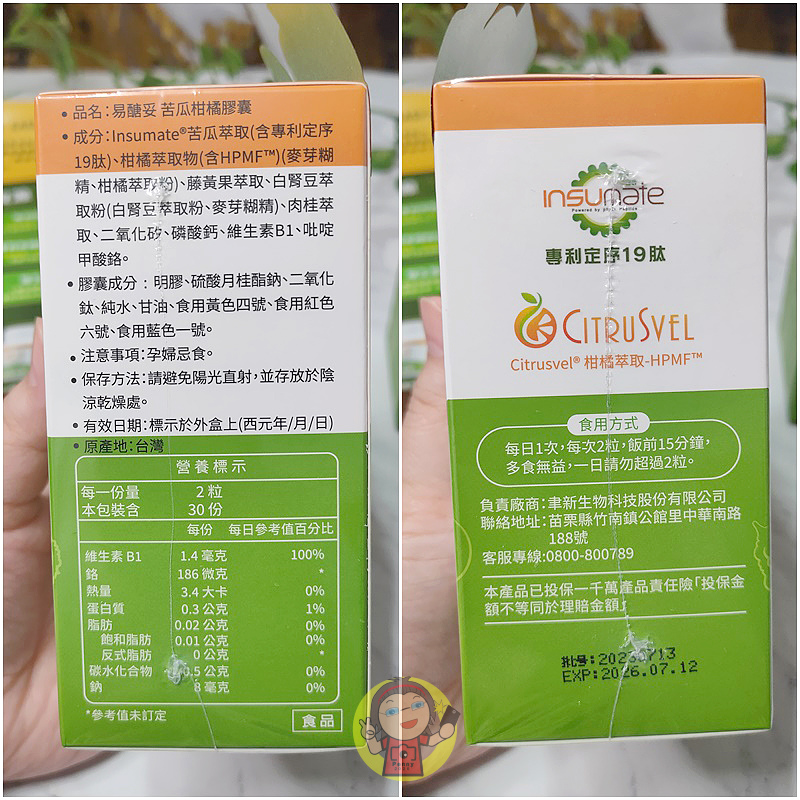 • 品名：易醣妥 苦瓜柑橘膠囊
• 成分：Insumate®苦瓜萃取(含專利定序
19肽)、柑橘萃取物(含HPMF™)(麥芽糊
精、柑橘萃取粉)、藤黃果萃取、白腎豆萃
取粉(白腎豆萃取粉、麥芽糊精)、肉桂萃
取、二氧化矽、磷酸鈣、維生素B1、吡啶
甲酸鉻。
• 膠囊成分：明膠、硫酸月桂酯鈉、二氧化
鈦、純水、甘油、食用黃色四號、食用紅色
六號、食用藍色一號。
• 注意事項：孕婦忌食。
• 保存方法：請避免陽光直射，並存放於陰
涼乾燥處。
• 有效日期：標示於外盒上(西元年/月/日)
• 原產地：台灣
營養標示
每一份量 2 粒
本包裝含 30 份
每份 每日參考值百分比
維生素 B1 1.4 毫克 100%
鉻 186 微克 *
熱量 3.4 大卡 0%
蛋白質 0.3 公克 1%
脂肪 0.02 公克 0%
飽和脂肪 0.01 公克 0%
反式脂肪 0 公克 *
碳水化合物 0.5 公克 0%
鈉 8 毫克 0%
*參考值未訂定
食品
INSUMATE
專利定序19肽
CITRUSVEL
Citrusvel® 柑橘萃取-HPMF™
食用方式
每日1次，每次2粒，飯前15分鐘，
多食無益，一日請勿超過2粒。
負責廠商：聿新生物科技股份有限公司
聯絡地址：苗栗縣竹南鎮公館里中華南路
188號
客服專線:0800-800789
本產品已投保一千萬產品責任險「投保金
額不等同於理賠金額」
批号:20230713
EXP:2026.07.12